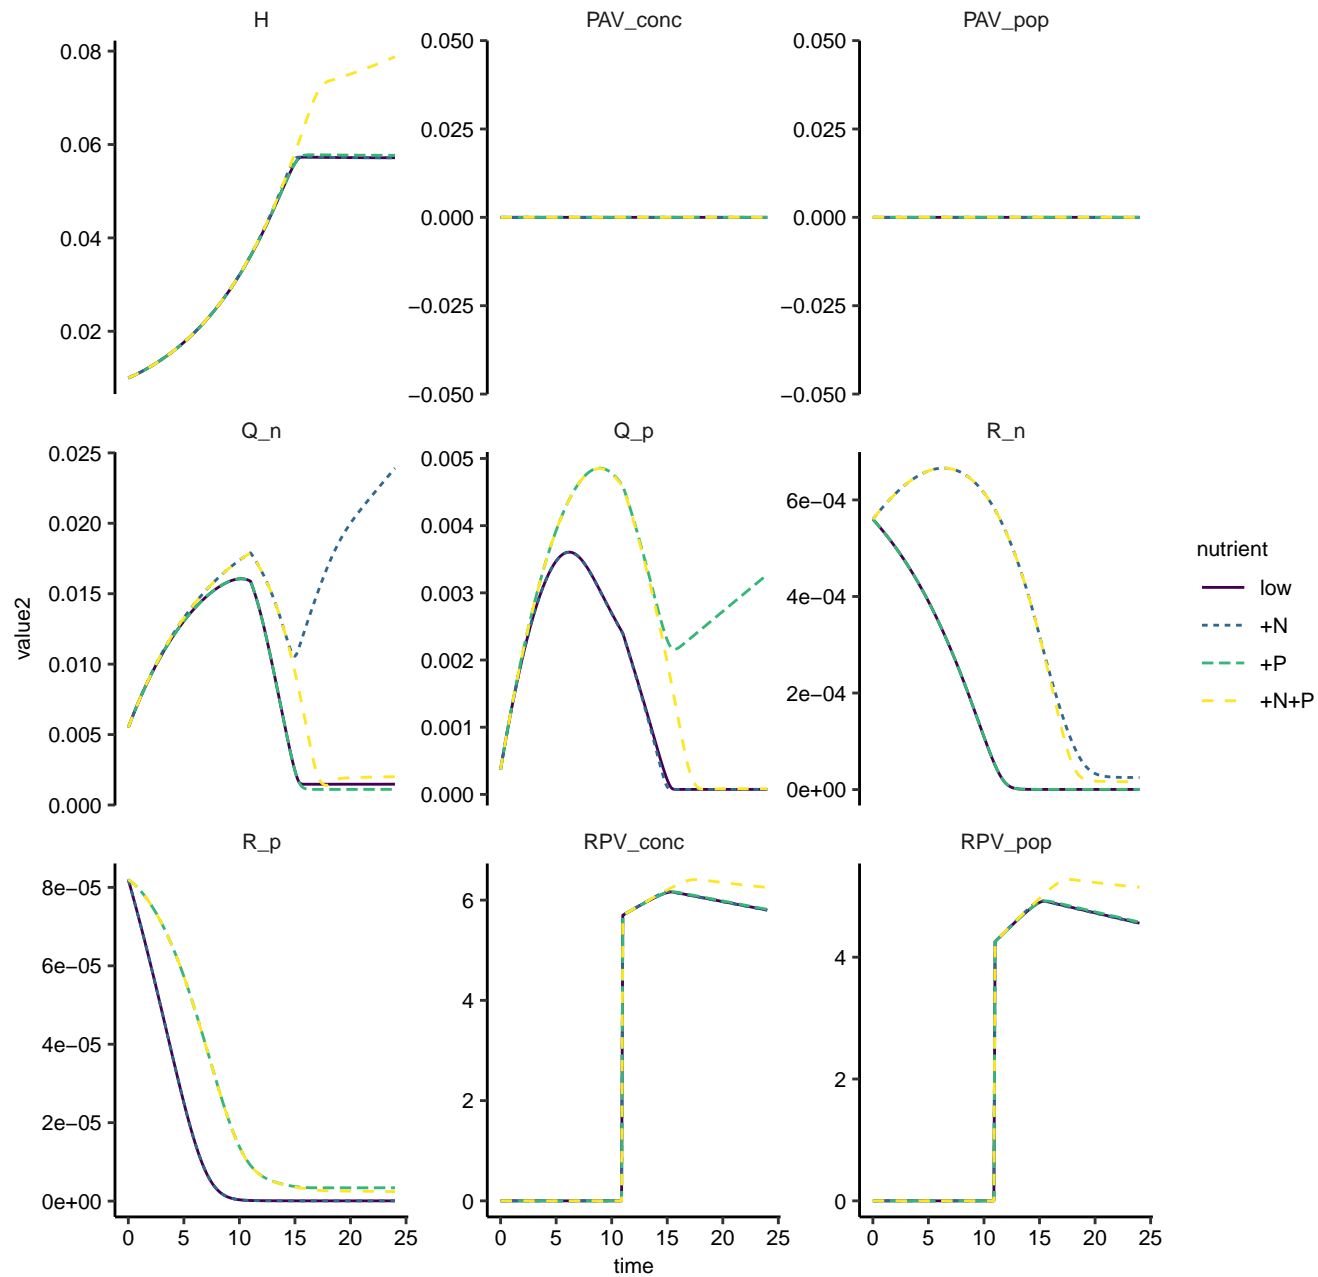 H
PAV_conc
PAV_pop
0.08
0.06
0.04
0.02
0.050
0.025
0.000
−0.025
−0.050
0.050
0.025
0.000
−0.025
−0.050
Q_n
Q_p
R_n
0.025
0.020
0.015
0.010
0.005
0.000
0.005
0.004
0.003
0.002
0.001
0.000
6e−04
4e−04
2e−04
0e+00
value2
nutrient
low
+N
+P
+N+P
R_p
RPV_conc
RPV_pop
8e−05
6e−05
4e−05
2e−05
0e+00
6
4
2
0
4
2
0
0 5 10 15 20 25
0 5 10 15 20 25
0 5 10 15 20 25
time